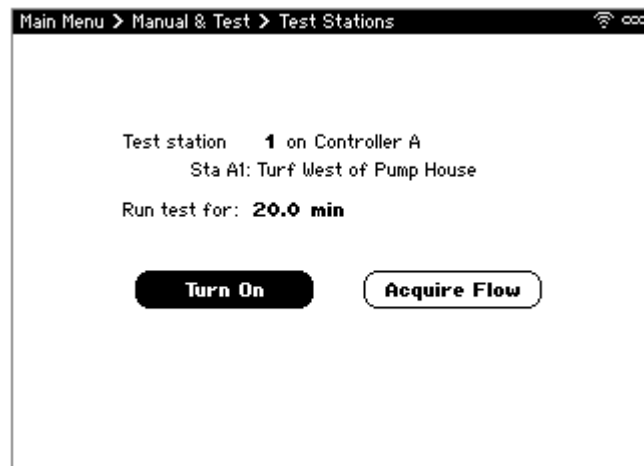 Main Menu > Manual & Test > Test Stations
Test station 1 on Controller A
Sta A1: Turf West of Pump House
Run test for: 20.0 min
Turn On
Acquire Flow